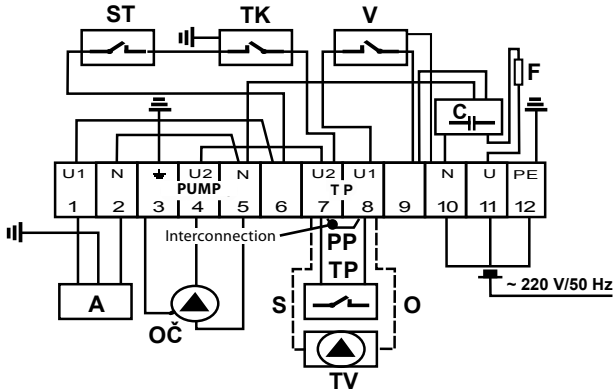 ST TK V
F
C
U1 N U2 N U2 U1 N U PE
PUMP T P
1 2 3 4 5 6 7 8 9 10 11 12
Interconnection
PP
TP
~ 220 V/50 Hz
A
OČ
S O
TV